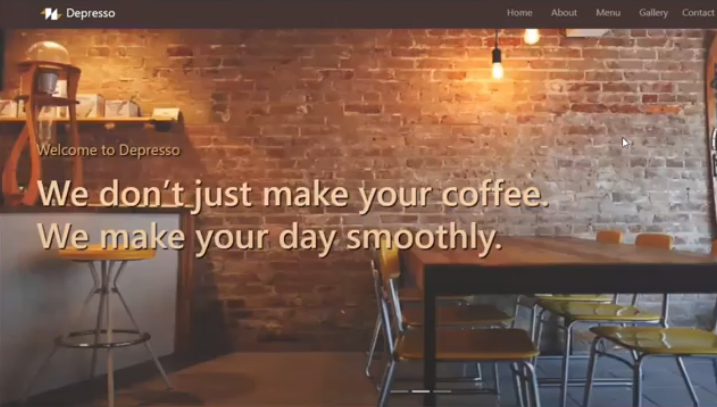 Depresso
Home About Menu Gallery Contact
Welcome to Depresso
We don't just make your coffee.
We make your day smoothly.